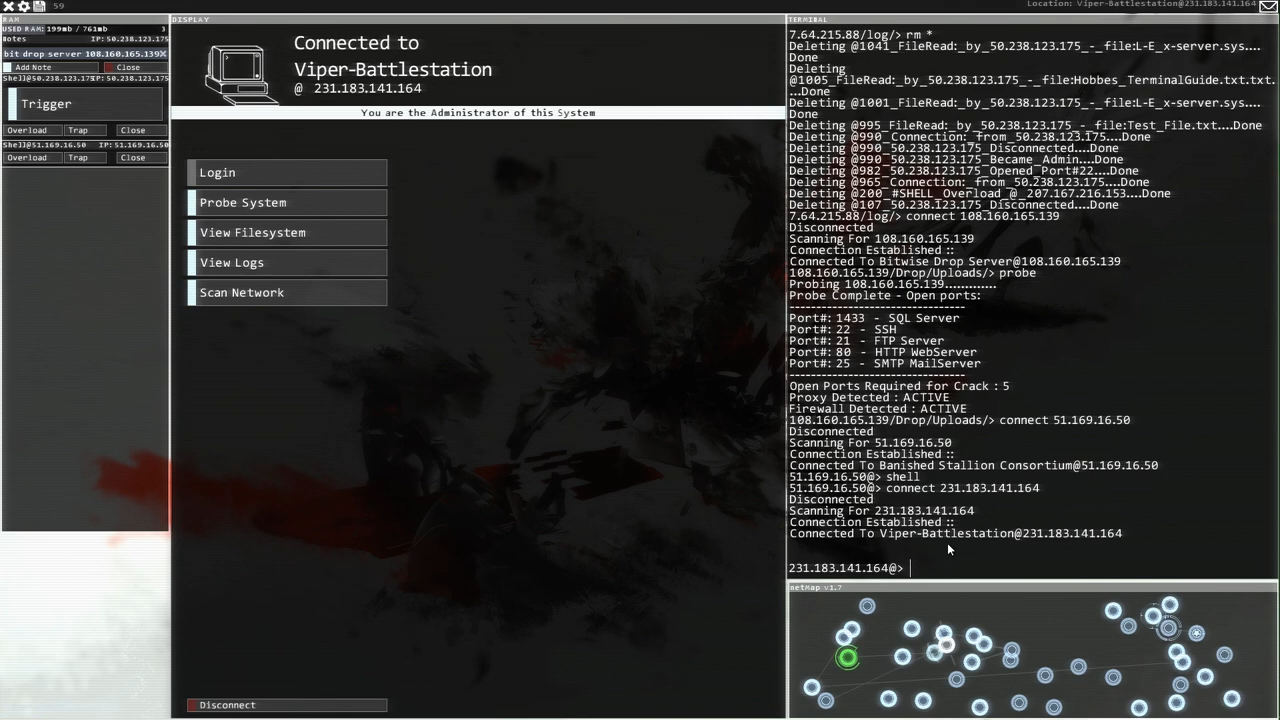 59
Location: Viper-Battlestation@231.183.141.164
RAM
USED RAM: 199mb / 761mb 3
Notes IP: 50.238.123.175
bit drop server 108.160.165.139X
Add Note
Close
Shell@50.238.123.175 IP: 50.238.123.175
Trigger
Overload
Trap
Close
Shell@51.169.16.50 IP: 51.169.16.50
Overload
Trap
Close
DISPLAY
Connected to
Viper-Battlestation
@ 231.183.141.164
You are the Administrator of this System
Login
Probe System
View Filesystem
View Logs
Scan Network
Disconnect
TERMINAL
7.64.215.88/log/> rm *
Deleting @1041_FileRead:_by_50.238.123.175_-_file:L-E_x-server.sys....
Done
Deleting
@1005_FileRead:_by_50.238.123.175_-_file:Hobbes_TerminalGuide.txt.txt.
...Done
Deleting @1001_FileRead:_by_50.238.123.175_-_file:L-E_x-server.sys....
Done
Deleting @995_FileRead:_by_50.238.123.175_-_file:Test_File.txt....Done
Deleting @990_Connection:_from_50.238.123.175....Done
Deleting @990_50.238.123.175_Disconnected....Done
Deleting @990_50.238.123.175_Became_Admin....Done
Deleting @982_50.238.123.175_Opened_Port#22....Done
Deleting @965_Connection:_from_50.238.123.175....Done
Deleting @200_#SHELL_Overload_@_207.167.216.153....Done
Deleting @107_50.238.123.175_Disconnected....Done
7.64.215.88/log/> connect 108.160.165.139
Disconnected
Scanning For 108.160.165.139
Connection Established ::
Connected To Bitwise Drop Server@108.160.165.139
108.160.165.139/Drop/Uploads/> probe
Probing 108.160.165.139.............
Probe Complete - Open ports:
---------------------------------
Port#: 1433 - SQL Server
Port#: 22 - SSH
Port#: 21 - FTP Server
Port#: 80 - HTTP WebServer
Port#: 25 - SMTP MailServer
---------------------------------
Open Ports Required for Crack : 5
Proxy Detected : ACTIVE
Firewall Detected : ACTIVE
108.160.165.139/Drop/Uploads/> connect 51.169.16.50
Disconnected
Scanning For 51.169.16.50
Connection Established ::
Connected To Banished Stallion Consortium@51.169.16.50
51.169.16.50@> shell
51.169.16.50@> connect 231.183.141.164
Disconnected
Scanning For 231.183.141.164
Connection Established ::
Connected To Viper-Battlestation@231.183.141.164
231.183.141.164@>
netMap v1.7